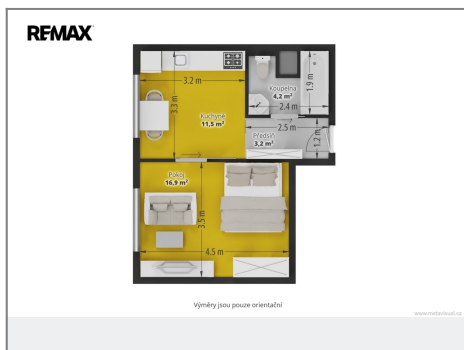 RE/MAX
3.2 m
3.3 m
Kuchyně
11,5 m²
Koupelna
4,2 m²
1.9 m
2.4 m
2.5 m
1.2 m
Předsíň
3,2 m²
Pokoj
16,9 m²
3.5 m
4.5 m
Výměry jsou pouze orientační